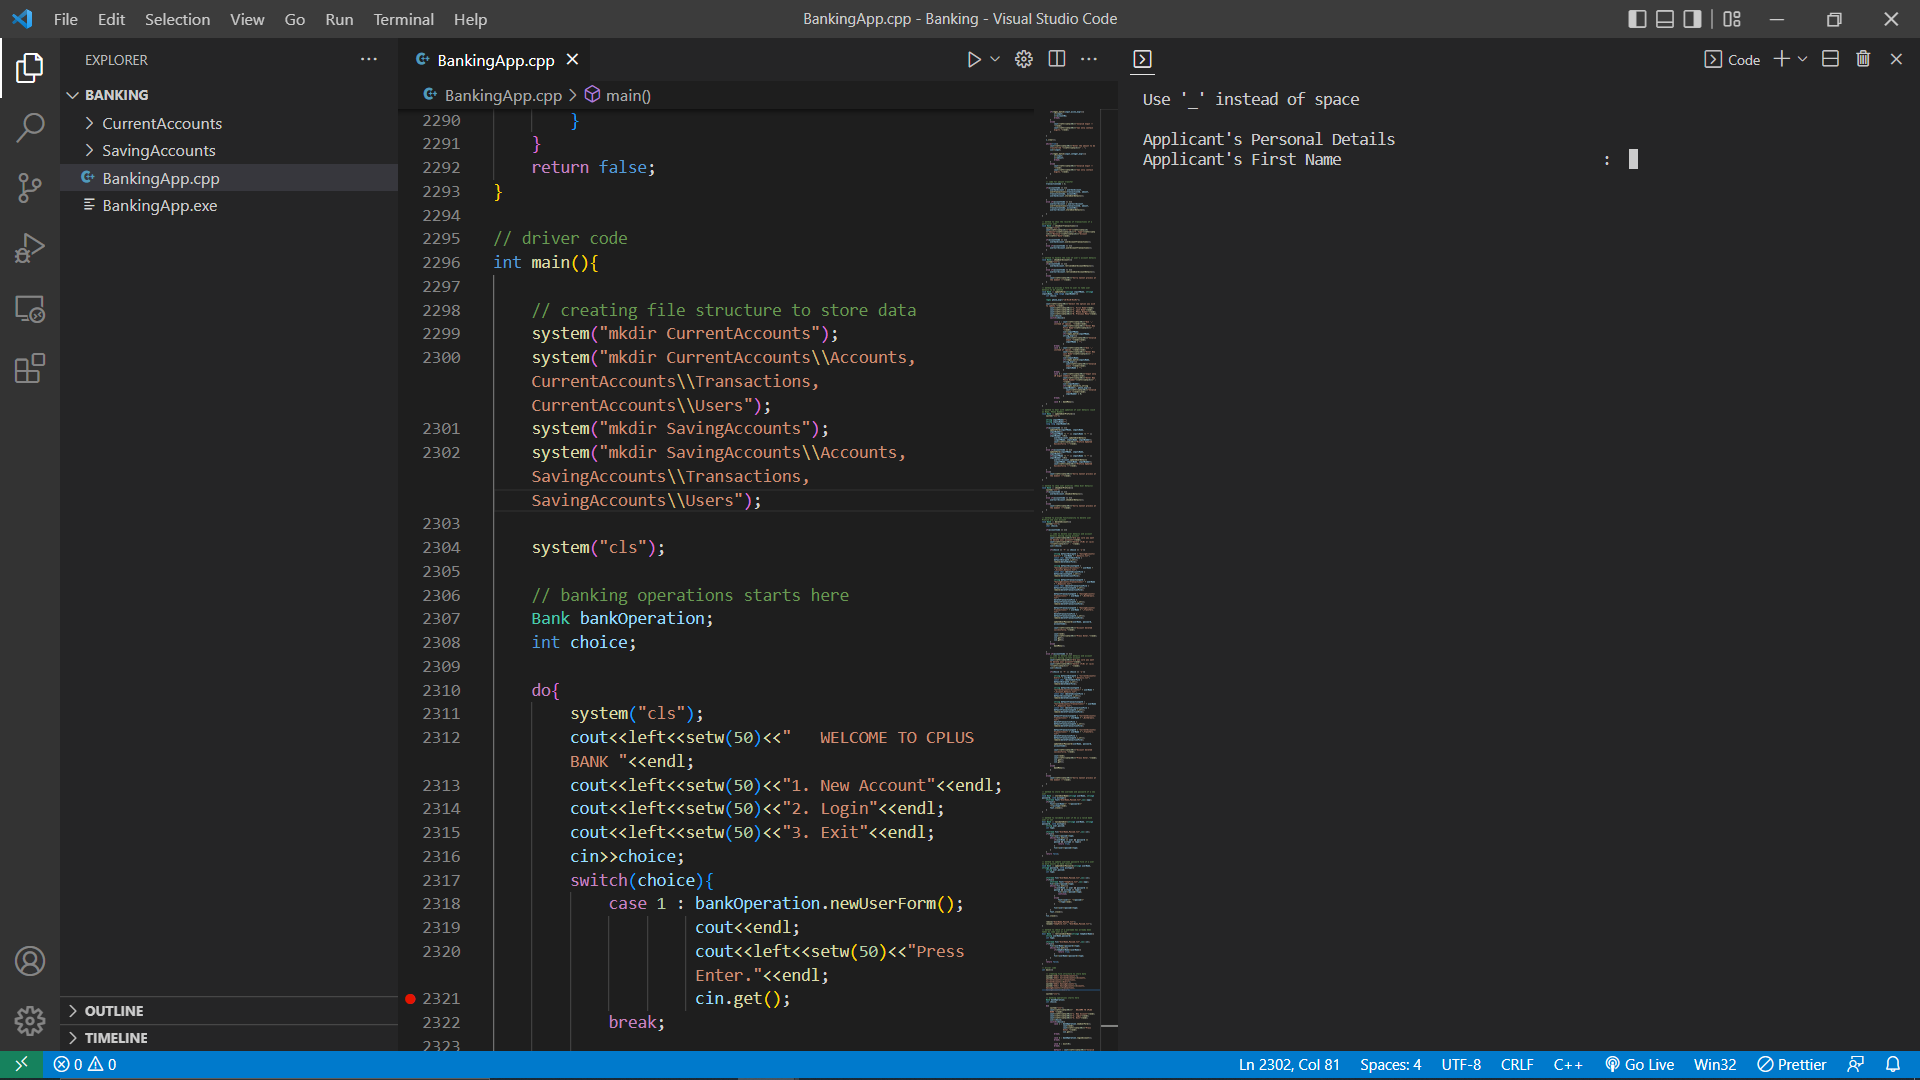 File Edit Selection View Go Run Terminal Help
BankingApp.cpp - Banking - Visual Studio Code
EXPLORER
BANKING
CurrentAccounts
SavingAccounts
BankingApp.cpp
BankingApp.exe
OUTLINE
TIMELINE
BankingApp.cpp
BankingApp.cpp > main()
2290 }
2291 }
2292 return false;
2293 }
2294
2295 // driver code
2296 int main(){
2297
2298 // creating file structure to store data
2299 system("mkdir CurrentAccounts");
2300 system("mkdir CurrentAccounts\\Accounts,
CurrentAccounts\\Transactions,
CurrentAccounts\\Users");
2301 system("mkdir SavingAccounts");
2302 system("mkdir SavingAccounts\\Accounts,
SavingAccounts\\Transactions,
SavingAccounts\\Users");
2303
2304 system("cls");
2305
2306 // banking operations starts here
2307 Bank bankOperation;
2308 int choice;
2309
2310 do{
2311 system("cls");
2312 cout<<left<<setw(50)<<"   WELCOME TO CPLUS
BANK "<<endl;
2313 cout<<left<<setw(50)<<"1. New Account"<<endl;
2314 cout<<left<<setw(50)<<"2. Login"<<endl;
2315 cout<<left<<setw(50)<<"3. Exit"<<endl;
2316 cin>>choice;
2317 switch(choice){
2318 case 1 : bankOperation.newUserForm();
2319 cout<<endl;
2320 cout<<left<<setw(50)<<"Press
Enter."<<endl;
2321 cin.get();
2322 break;
2323
Code
Use '_' instead of space
Applicant's Personal Details
Applicant's First Name :
0 0
Ln 2302, Col 81 Spaces: 4 UTF-8 CRLF C++ Go Live Win32 Prettier